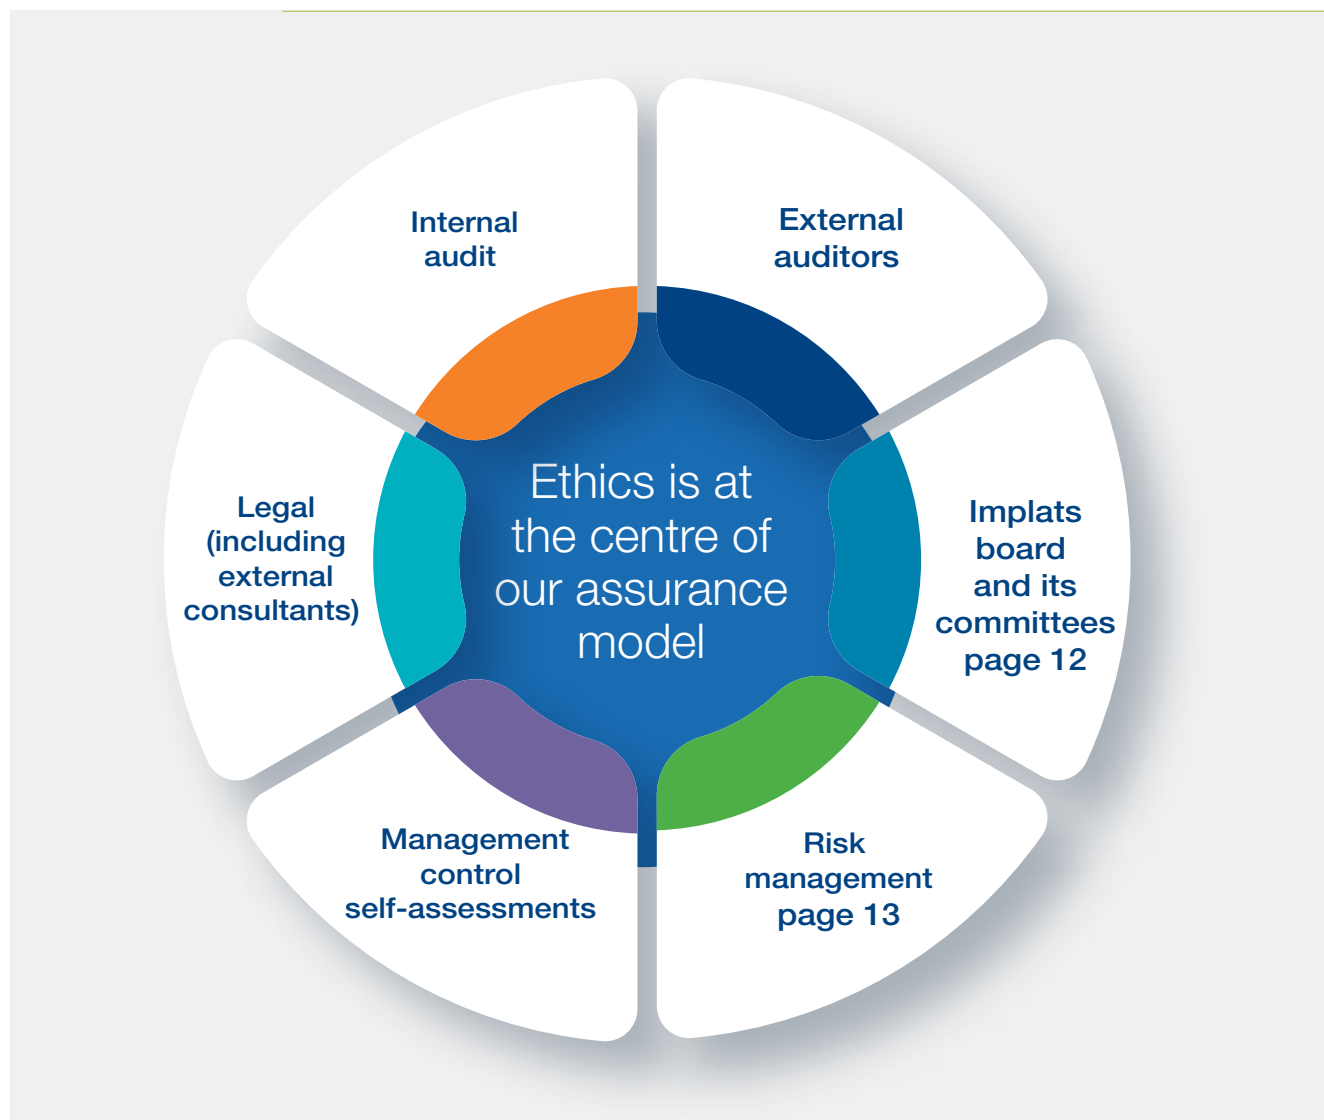 Internal
audit
External
auditors
Legal
(including
external
consultants)
Ethics is at
the centre of
our assurance
model
Implats
board
and its
committees
page 12
Management
control
self-assessments
Risk
management
page 13